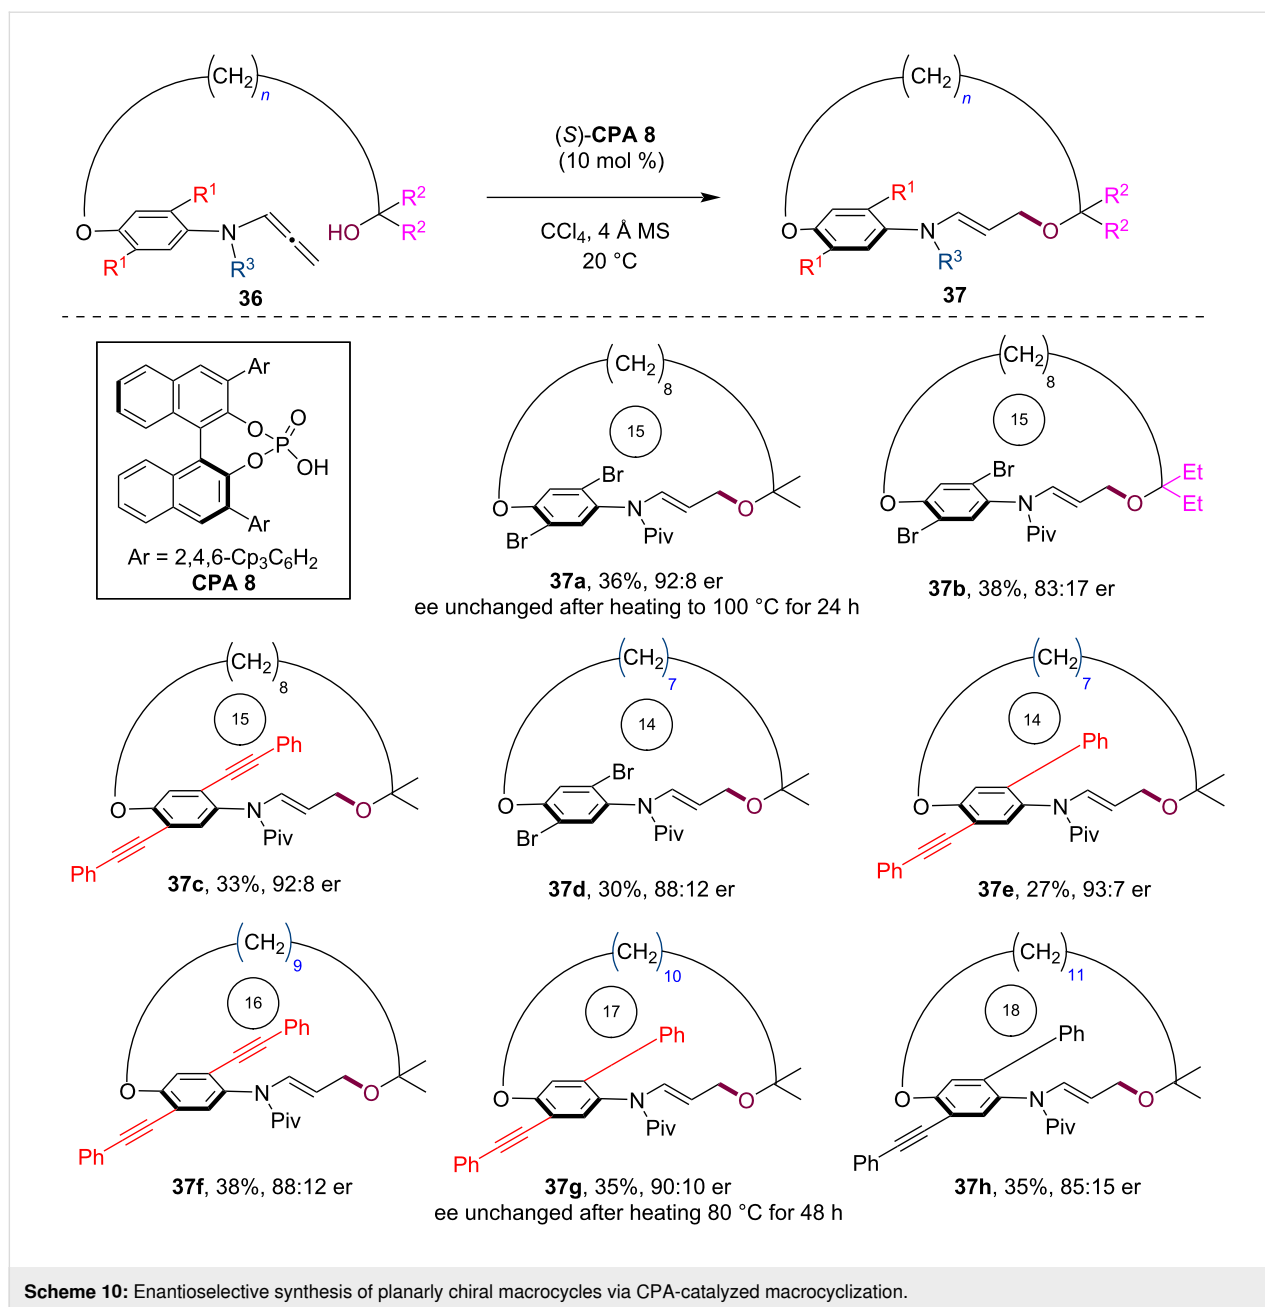 (CH2)n
(CH2)n
(S)-CPA 8
(10 mol %)
CCl4, 4 Å MS
20 °C
O
R1
R1
N
R3
HO
R2
R2
36
O
R1
R1
N
R3
O
R2
R2
37
Ar
O
O
P
O
OH
Ar
Ar = 2,4,6-Cp3C6H2
CPA 8
(CH2)8
15
O
Br
Br
N
Piv
O
37a, 36%, 92:8 er
ee unchanged after heating to 100 °C for 24 h
(CH2)8
15
O
Br
Br
N
Piv
O
Et
Et
37b, 38%, 83:17 er
(CH2)8
15
Ph
O
N
Piv
O
Ph
37c, 33%, 92:8 er
(CH2)7
14
O
Br
Br
N
Piv
O
37d, 30%, 88:12 er
(CH2)7
14
Ph
O
N
Piv
O
Ph
37e, 27%, 93:7 er
(CH2)9
16
Ph
O
N
Piv
O
Ph
37f, 38%, 88:12 er
(CH2)10
17
Ph
O
N
Piv
O
Ph
37g, 35%, 90:10 er
ee unchanged after heating 80 °C for 48 h
(CH2)11
18
Ph
O
N
Piv
O
Ph
37h, 35%, 85:15 er
Scheme 10: Enantioselective synthesis of planarly chiral macrocycles via CPA-catalyzed macrocyclization.